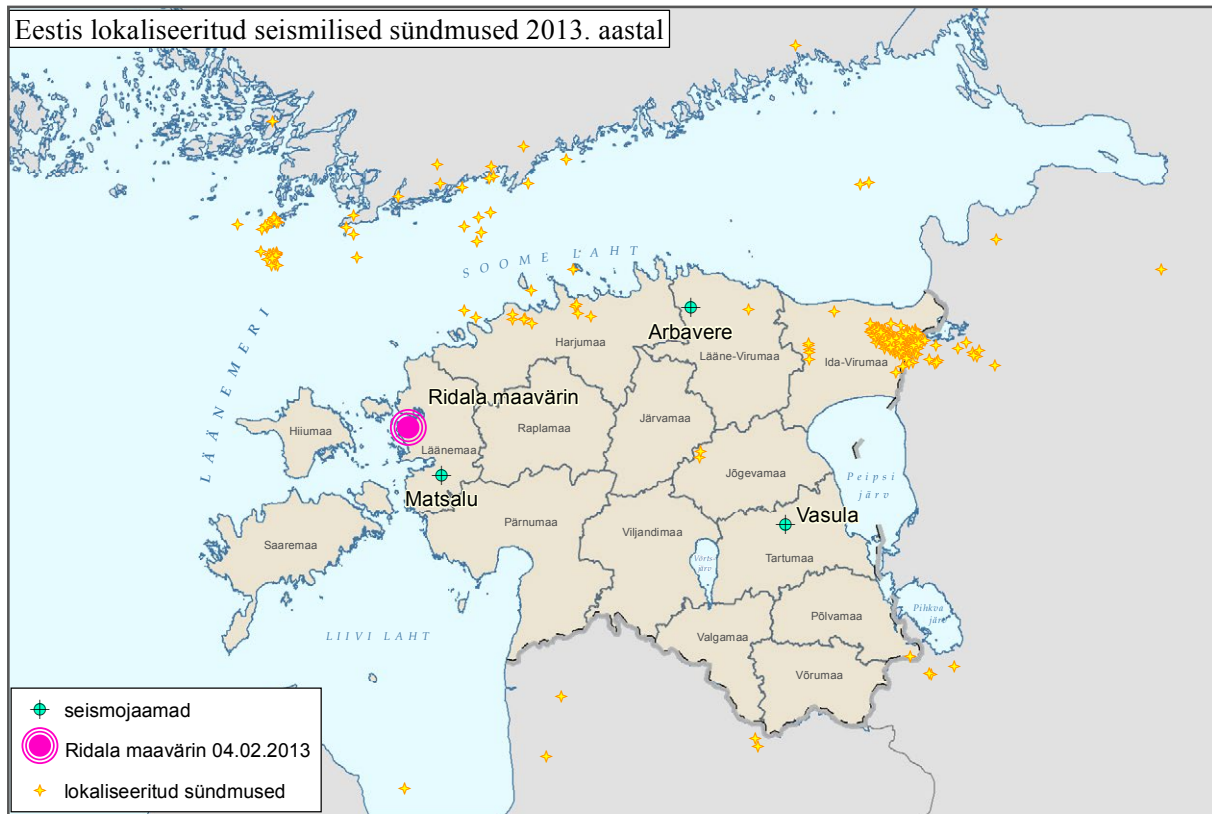 Eestis lokaliseeritud seismilised sündmused 2013. aastal
SOOME LAHT
Arbavere
Harjumaa
Lääne-Virumaa
Ida-Virumaa
LÄÄNEMERI
Ridala maavärin
Hiiumaa
Läänemaa
Raplamaa
Järvamaa
Jõgevamaa
Peipsi
järv
Matsalu
Pärnumaa
Viljandimaa
Vasula
Tartumaa
Saaremaa
Võrts-
järv
Pihkva
järv
Põlvamaa
LIIVI LAHT
Valgamaa
Võrumaa
seismojaamad
Ridala maavärin 04.02.2013
lokaliseeritud sündmused